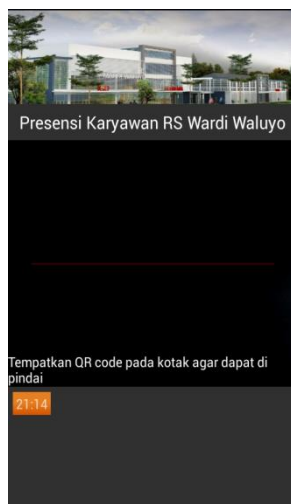 Presensi Karyawan RS Wardi Waluyo
Tempatkan QR code pada kotak agar dapat di
pindai
21:14